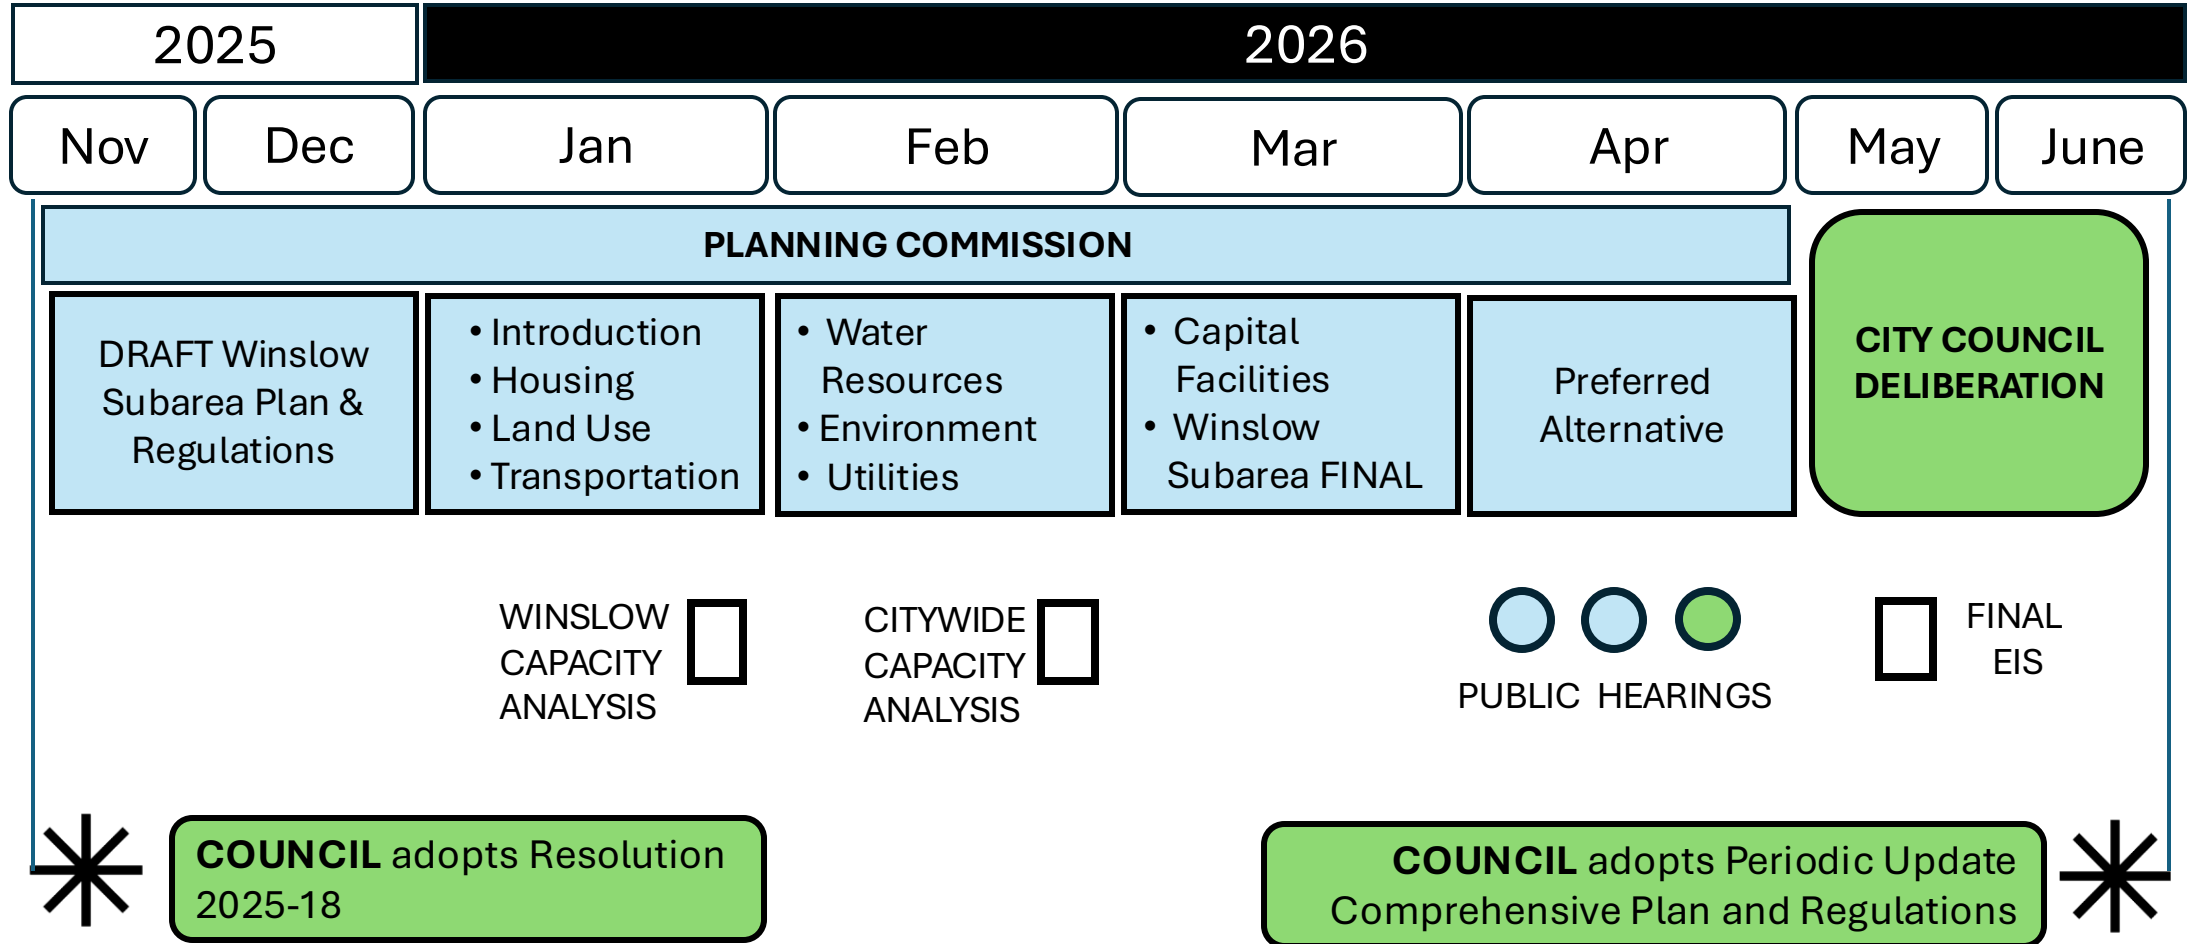 2025
2026
Nov
Dec
Jan
Feb
Mar
Apr
May
June
PLANNING COMMISSION
DRAFT Winslow
Subarea Plan &
Regulations
• Introduction
• Housing
• Land Use
• Transportation
• Water
Resources
• Environment
• Utilities
• Capital
Facilities
• Winslow
Subarea FINAL
Preferred
Alternative
CITY COUNCIL
DELIBERATION
WINSLOW
CAPACITY
ANALYSIS
CITYWIDE
CAPACITY
ANALYSIS
PUBLIC HEARINGS
FINAL
EIS
COUNCIL adopts Resolution
2025-18
COUNCIL adopts Periodic Update
Comprehensive Plan and Regulations